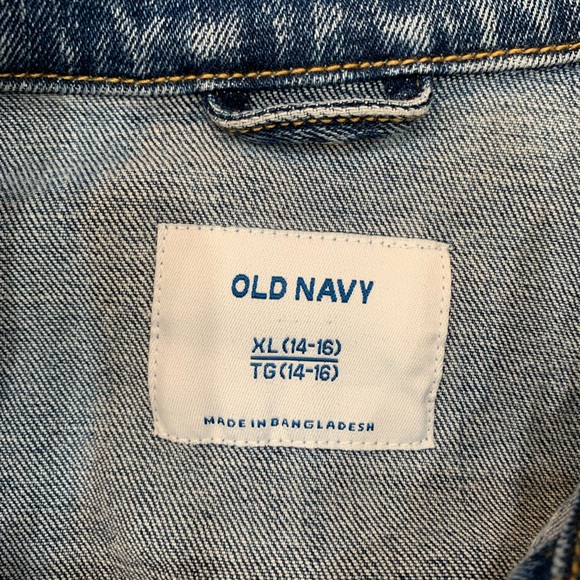 OLD NAVY
XL (14-16)
TG (14-16)
MADE IN BANGLADESH